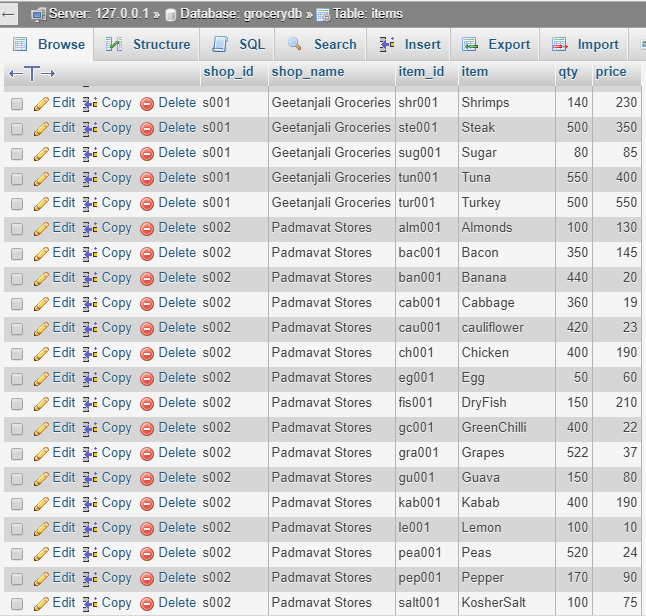 Server: 127.0.0.1 » Database: grocerydb » Table: items
Browse Structure SQL Search Insert Export Import
shop_id shop_name item_id item qty price
Edit Copy Delete s001 Geetanjali Groceries shr001 Shrimps 140 230
Edit Copy Delete s001 Geetanjali Groceries ste001 Steak 500 350
Edit Copy Delete s001 Geetanjali Groceries sug001 Sugar 80 85
Edit Copy Delete s001 Geetanjali Groceries tun001 Tuna 550 400
Edit Copy Delete s001 Geetanjali Groceries tur001 Turkey 500 550
Edit Copy Delete s002 Padmavat Stores alm001 Almonds 100 130
Edit Copy Delete s002 Padmavat Stores bac001 Bacon 350 145
Edit Copy Delete s002 Padmavat Stores ban001 Banana 440 20
Edit Copy Delete s002 Padmavat Stores cab001 Cabbage 360 19
Edit Copy Delete s002 Padmavat Stores cau001 cauliflower 420 23
Edit Copy Delete s002 Padmavat Stores ch001 Chicken 400 190
Edit Copy Delete s002 Padmavat Stores eg001 Egg 50 60
Edit Copy Delete s002 Padmavat Stores fis001 DryFish 150 210
Edit Copy Delete s002 Padmavat Stores gc001 GreenChilli 400 22
Edit Copy Delete s002 Padmavat Stores gra001 Grapes 522 37
Edit Copy Delete s002 Padmavat Stores gu001 Guava 150 80
Edit Copy Delete s002 Padmavat Stores kab001 Kabab 400 190
Edit Copy Delete s002 Padmavat Stores le001 Lemon 100 10
Edit Copy Delete s002 Padmavat Stores pea001 Peas 520 24
Edit Copy Delete s002 Padmavat Stores pep001 Pepper 170 90
Edit Copy Delete s002 Padmavat Stores salt001 KosherSalt 100 75